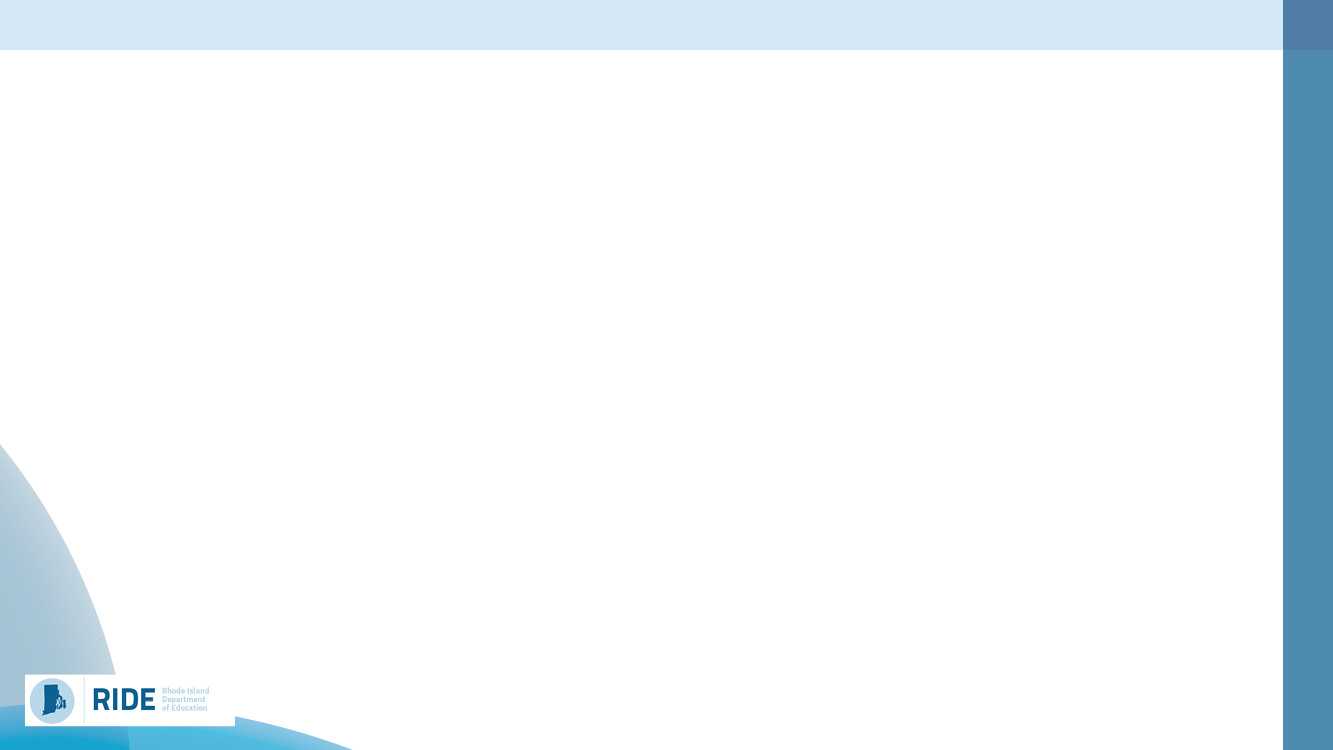 RIDE
Rhode Island
Department
of Education